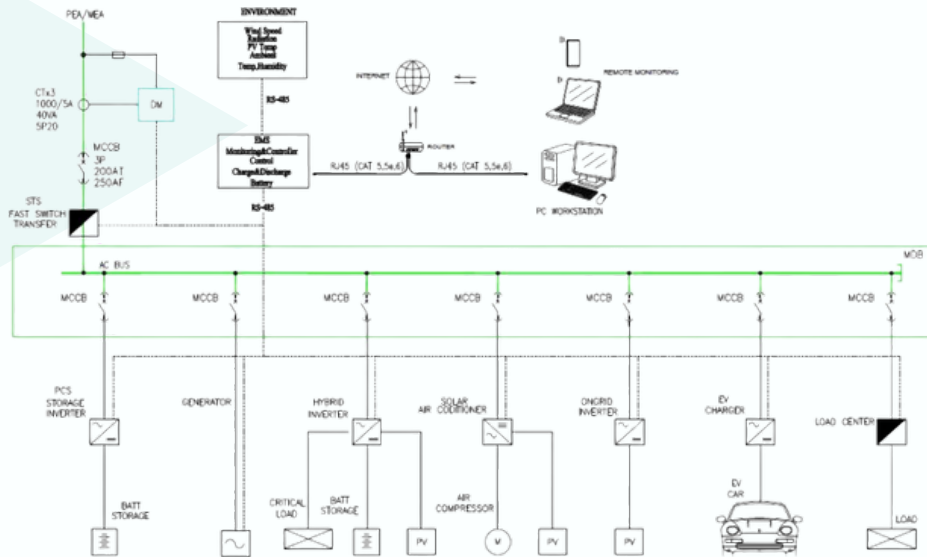 PEA/MEA
CTx3
1000/5A
40VA
5P20
DM
MCCB
3P
200AT
250AF
STS
FAST SWITCH
TRANSFER
ENVIRONMENT
Wind Speed
Radiation
PV Temp
Ambient
Temp,Humidity
RS-485
EMS
Monitoring&Controller
Control
Charge&Discharge
Battery
RS-485
INTERNET
ROUTER
RJ45 (CAT 5,5e,6)
RJ45 (CAT 5,5e,6)
REMOTE MONITORING
PC WORKSTATION
MDB
AC BUS
MCCB
MCCB
MCCB
MCCB
MCCB
MCCB
MCCB
PCS
STORAGE
INVERTER
GENERATOR
HYBRID
INVERTER
SOLAR
AIR CODITIONER
ONGRID
INVERTER
EV
CHARGER
LOAD CENTER
BATT
STORAGE
CRITICAL
LOAD
BATT
STORAGE
PV
AIR
COMPRESSOR
M
PV
PV
EV
CAR
LOAD